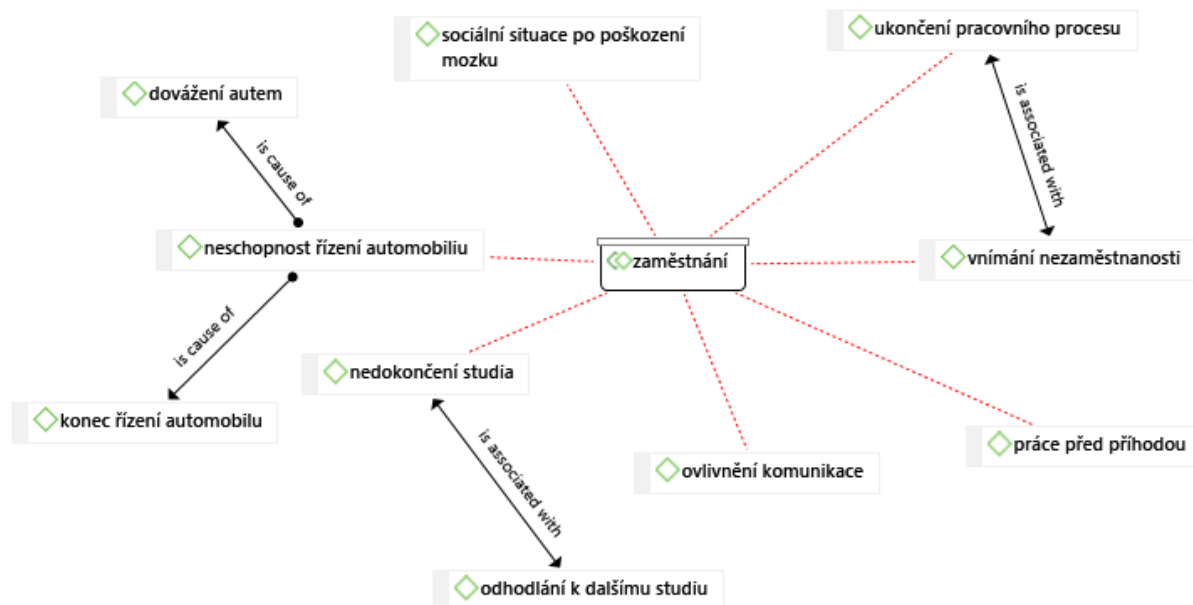 sociální situace po poškození
mozku
ukončení pracovního procesu
dovážení autem
is cause of
is associated with
neschopnost řízení automobiliu
zaměstnání
vnímání nezaměstnanosti
is cause of
nedokončení studia
konec řízení automobilu
is associated with
práce před příhodou
ovlivnění komunikace
odhodlání k dalšímu studiu